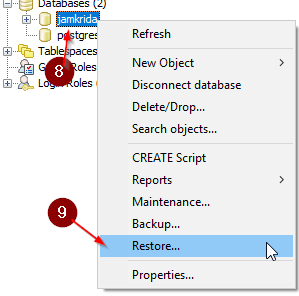 Databases (2)
jamkrida
postgres
Tablespaces
Group Roles
Login Roles
8
9
Refresh
New Object
Disconnect database
Delete/Drop...
Search objects...
CREATE Script
Reports
Maintenance...
Backup...
Restore...
Properties...